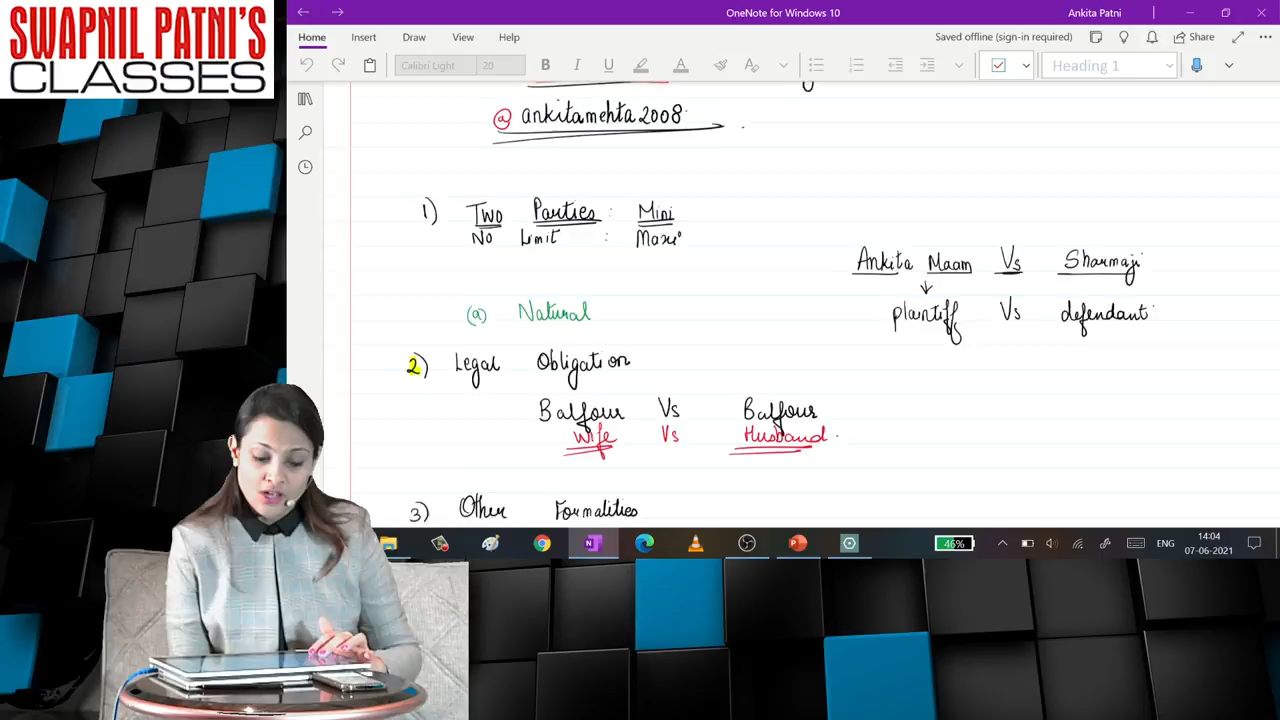 SWAPNIL PATNI'S
CLASSES
OneNote for Windows 10
Ankita Patni
Home Insert Draw View Help
Saved offline (sign-in required)
Share
Calibri Light 20
B I U A
Heading 1
@ ankitamehta2008
1) Two Parties : Mini
No Limit : Maxi
Ankita Maam Vs Sharmaji
(a) Natural
plaintiff Vs defendant
2) Legal Obligation
Balfour Vs Balfour
Wife Vs Husband
3) Other Formalities
46%
ENG
14:04
07-06-2021